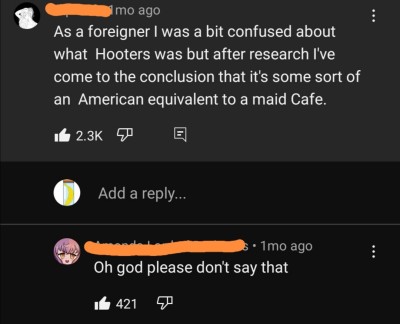 mo ago
As a foreigner I was a bit confused about
what Hooters was but after research I've
come to the conclusion that it's some sort of
an American equivalent to a maid Cafe.
2.3K
Add a reply...
s • 1mo ago
Oh god please don't say that
421